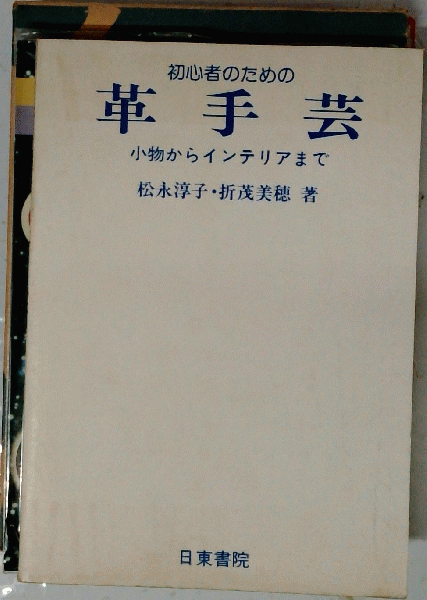 初心者のための
革手芸
小物からインテリアまで
松永淳子・折茂美穂 著
日東書院